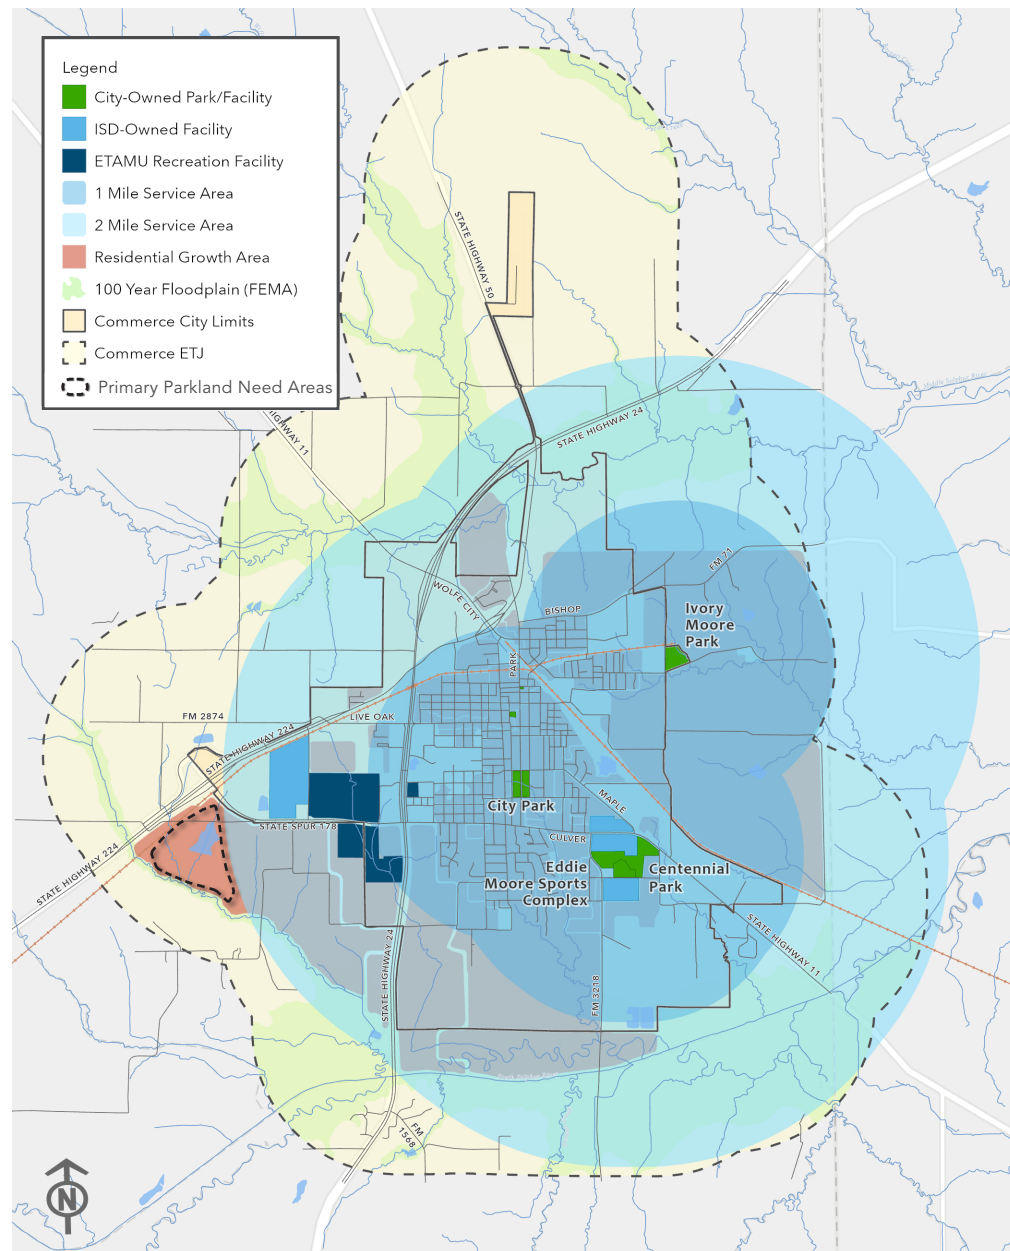 Legend
City-Owned Park/Facility
ISD-Owned Facility
ETAMU Recreation Facility
1 Mile Service Area
2 Mile Service Area
Residential Growth Area
100 Year Floodplain (FEMA)
Commerce City Limits
Commerce ETJ
Primary Parkland Need Areas
STATE HIGHWAY 50
Middle Sulphur River
HIGHWAY 11
STATE HIGHWAY 24
FM 71
WOLFE CITY
BISHOP
Ivory
Moore
Park
PARK
FM 2874
LIVE OAK
STATE HIGHWAY 224
City Park
MAPLE
STATE SPUR 178
CULVER
STATE HIGHWAY 224
Eddie
Moore Sports
Complex
Centennial
Park
STATE HIGHWAY 11
STATE HIGHWAY 24
FM 3218
FM
1568
N